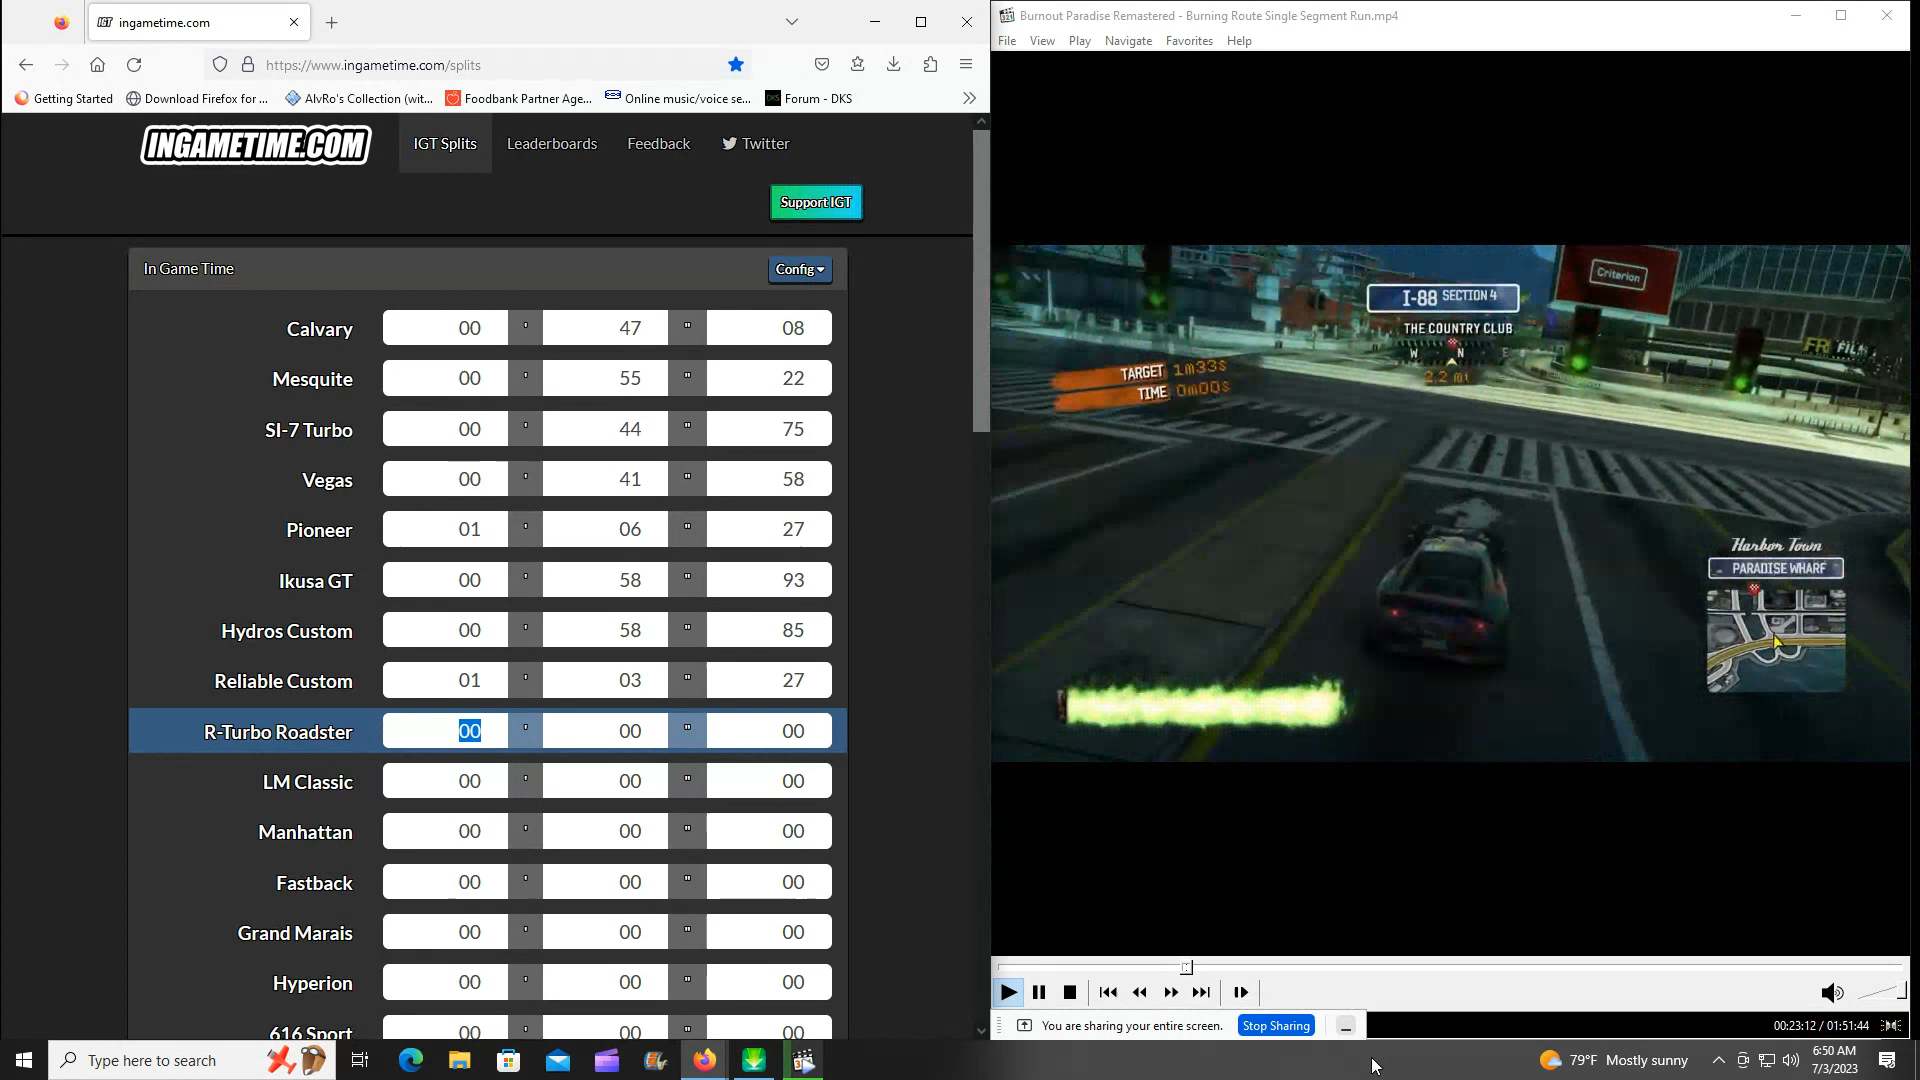 ingametime.com
https://www.ingametime.com/splits
Getting Started
Download Firefox for ...
AlvRo's Collection (wit...
Foodbank Partner Age...
Online music/voice se...
Forum - DKS
INGAMETIME.COM
IGT Splits
Leaderboards
Feedback
Twitter
Support IGT
In Game Time
Config
Calvary 00 ' 47 " 08
Mesquite 00 ' 55 " 22
SI-7 Turbo 00 ' 44 " 75
Vegas 00 ' 41 " 58
Pioneer 01 ' 06 " 27
Ikusa GT 00 ' 58 " 93
Hydros Custom 00 ' 58 " 85
Reliable Custom 01 ' 03 " 27
R-Turbo Roadster 00 ' 00 " 00
LM Classic 00 ' 00 " 00
Manhattan 00 ' 00 " 00
Fastback 00 ' 00 " 00
Grand Marais 00 ' 00 " 00
Hyperion 00 ' 00 " 00
616 Sport 00 ' 00 " 00
Burnout Paradise Remastered - Burning Route Single Segment Run.mp4
File View Play Navigate Favorites Help
Criterion
I-88 SECTION 4
THE COUNTRY CLUB
W N E
2.2 mi
TARGET 1m33s
TIME 0m00s
Harbor Town
PARADISE WHARF
You are sharing your entire screen.
Stop Sharing
00:23:12 / 01:51:44
Type here to search
79°F Mostly sunny
6:50 AM
7/3/2023